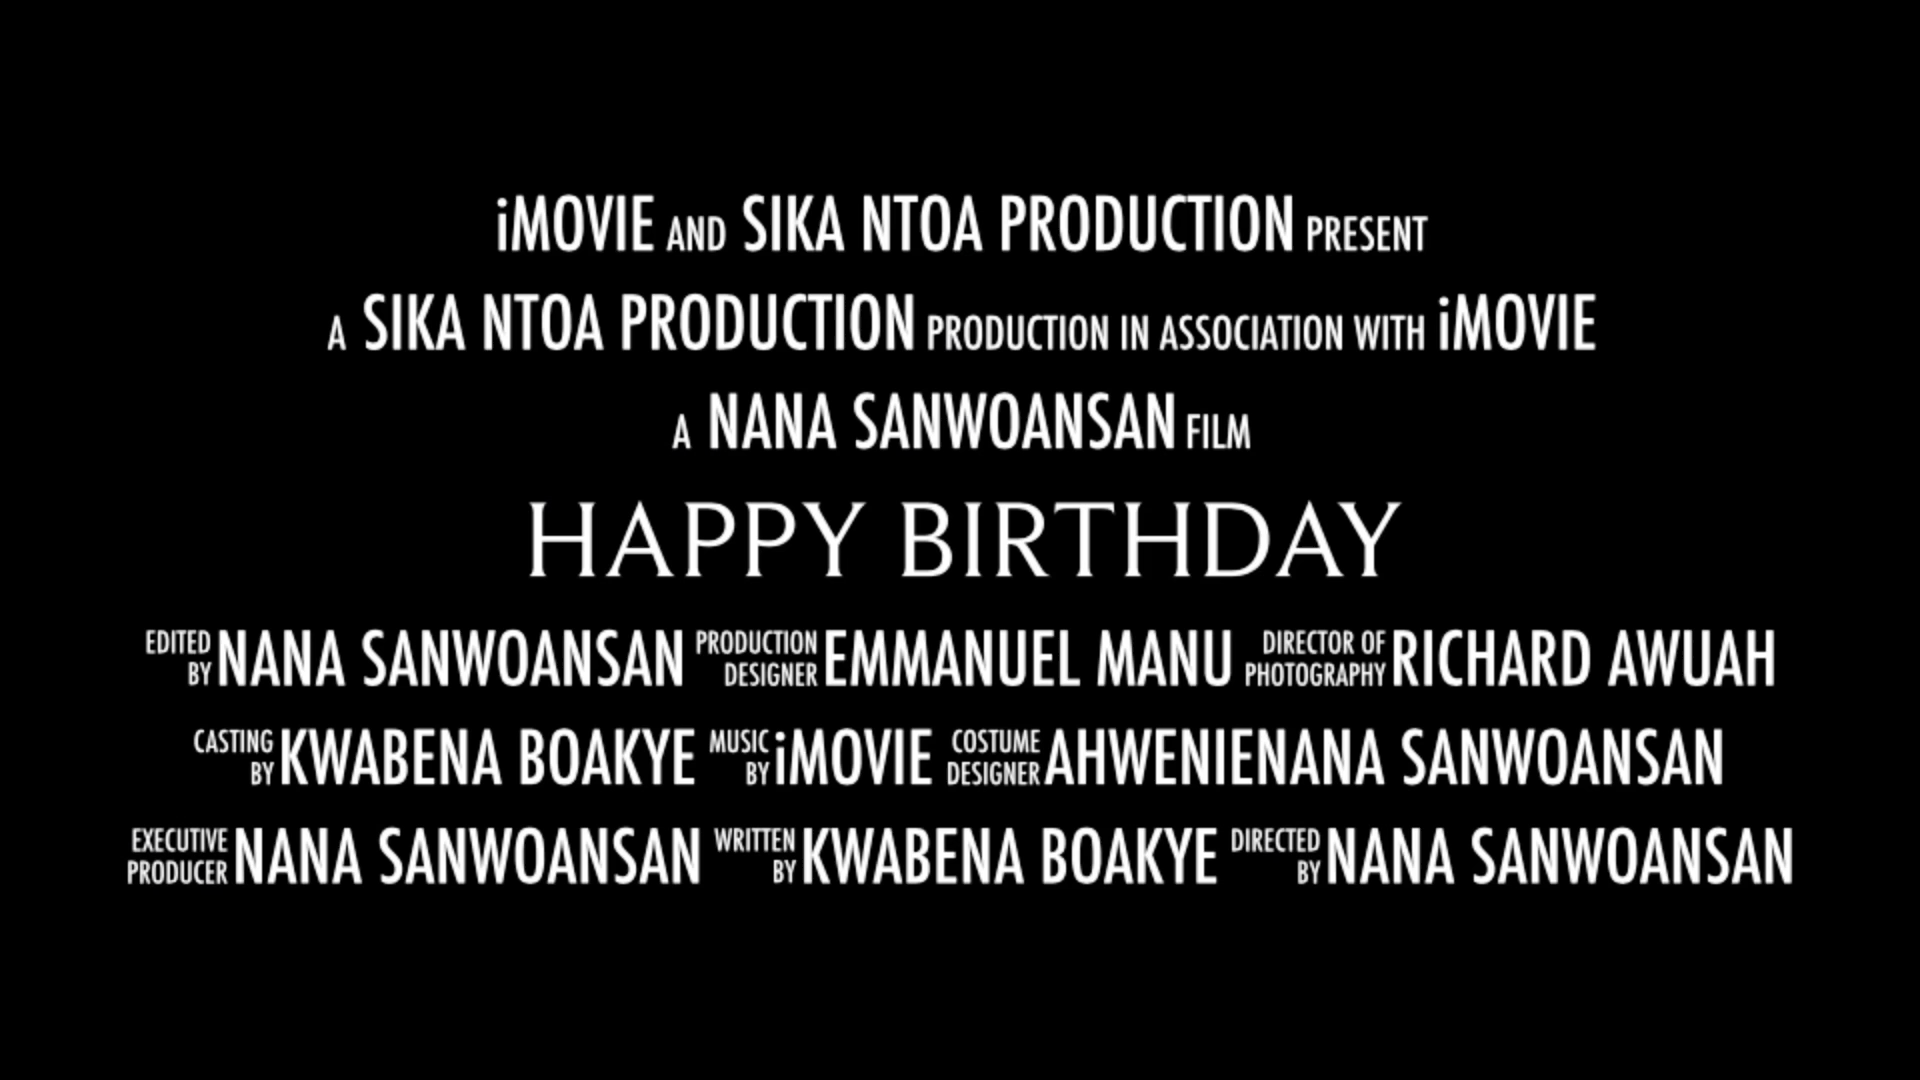 iMOVIE AND SIKA NTOA PRODUCTION PRESENT
A SIKA NTOA PRODUCTION PRODUCTION IN ASSOCIATION WITH iMOVIE
A NANA SANWOANSAN FILM
HAPPY BIRTHDAY
EDITED BY NANA SANWOANSAN PRODUCTION DESIGNER EMMANUEL MANU DIRECTOR OF PHOTOGRAPHY RICHARD AWUAH
CASTING BY KWABENA BOAKYE MUSIC BY iMOVIE COSTUME DESIGNER AHWENIENANA SANWOANSAN
EXECUTIVE PRODUCER NANA SANWOANSAN WRITTEN BY KWABENA BOAKYE DIRECTED BY NANA SANWOANSAN